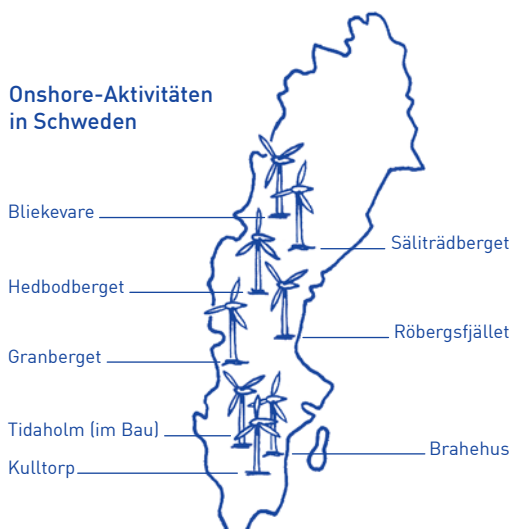 Onshore-Aktivitäten
in Schweden
Bliekevare
Säliträdberget
Hedbodberget
Röbergsfjället
Granberget
Tidaholm (im Bau)
Brahehus
Kulltorp